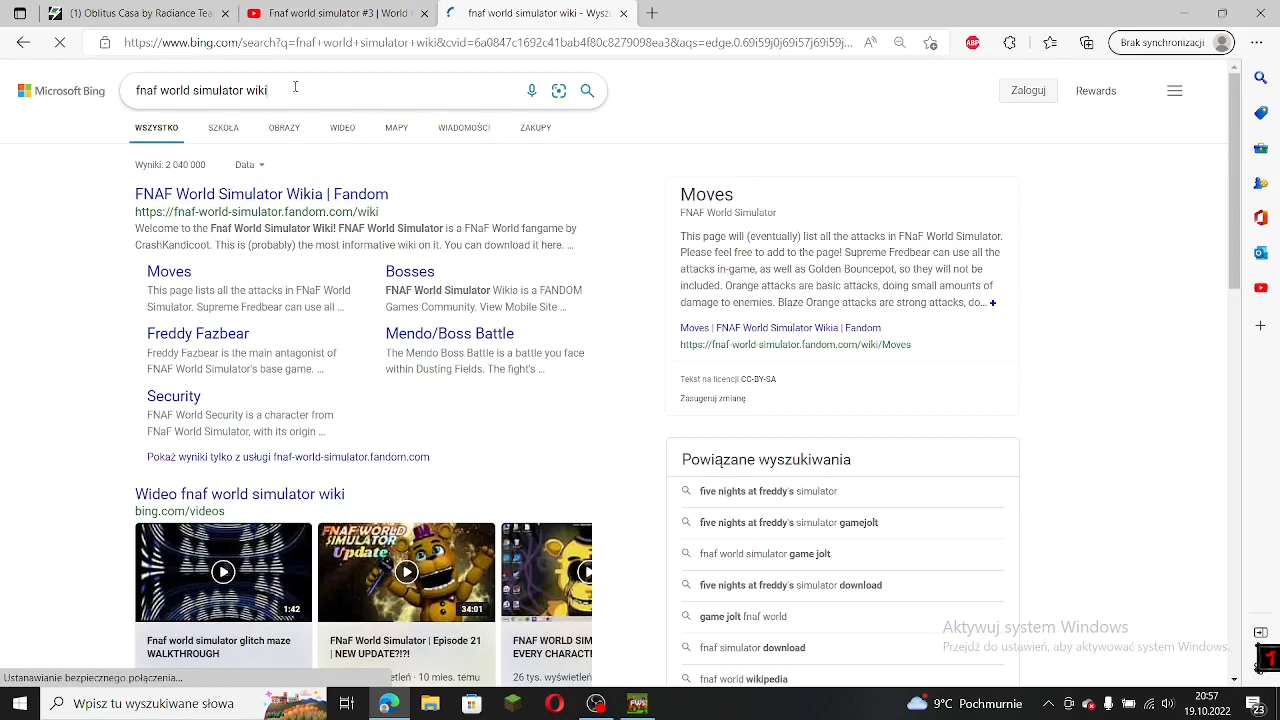 (1) Online
fnaf world simulator #3 - Wi
fnaf world simulator wiki - Wysz
https://www.bing.com/search?q=fnaf+world+simulator+wiki&cvid=6a0847c1692c41bab4f80c8279098ea3&aqs=edge.0.69i59j0j69i57j69i59j...
ABP
Brak synchronizacji
Microsoft Bing
fnaf world simulator wiki
Zaloguj
Rewards
WSZYSTKO SZKOŁA OBRAZY WIDEO MAPY WIADOMOŚCI ZAKUPY
Wyniki: 2 040 000 Data
FNAF World Simulator Wikia | Fandom
https://fnaf-world-simulator.fandom.com/wiki
Welcome to the Fnaf World Simulator Wiki! FNAF World Simulator is a FNaF World fangame by
CrashKandicoot. This is (probably) the most informative wiki on it. You can download it here. ...
Moves
This page lists all the attacks in FNaF World
Simulator. Supreme Fredbear can use all ...
Bosses
FNAF World Simulator Wikia is a FANDOM
Games Community. View Mobile Site ...
Freddy Fazbear
Freddy Fazbear is the main antagonist of
FNAF World Simulator's base game. ...
Mendo/Boss Battle
The Mendo Boss Battle is a battle you face
within Dusting Fields. The fight's ...
Security
FNAF World Security is a character from
FNaF World Simulator, with its origin ...
Pokaż wyniki tylko z usługi fnaf-world-simulator.fandom.com
Video fnaf world simulator wiki
bing.com/videos
1:42
FNAF WORLD
SIMULATOR
Update
34:01
Fnaf world simulator glitch maze
WALKTHROUGH
FNAF World Simulator | Episode 21
| NEW UPDATE?!?!
FNAF WORLD SIM
EVERY CHARACTE
etleń · 10 mies. temu
26 tys. wyświetleń
Moves
FNAF World Simulator
This page will (eventually) list all the attacks in FNaF World Simulator.
Please feel free to add to the page! Supreme Fredbear can use all the
attacks in-game, as well as Golden Bouncepot, so they will not be
included. Orange attacks are basic attacks, doing small amounts of
damage to enemies. Blaze Orange attacks are strong attacks, do... +
Moves | FNAF World Simulator Wikia | Fandom
https://fnaf-world-simulator.fandom.com/wiki/Moves
Tekst na licencji CC-BY-SA
Zasugeruj zmianę
Powiązane wyszukiwania
five nights at freddy's simulator
five nights at freddy's simulator gamejolt
fnaf world simulator game jolt
five nights at freddy's simulator download
game jolt fnaf world
fnaf simulator download
fnaf world wikipedia
Aktywuj system Windows
Przejdź do ustawień, aby aktywować system Windows.
Ustanawianie bezpiecznego połączenia...
Wpisz tu wyszukiwane słowa
FWS
9°C Pochmurnie
20:57
19.10.2022
23